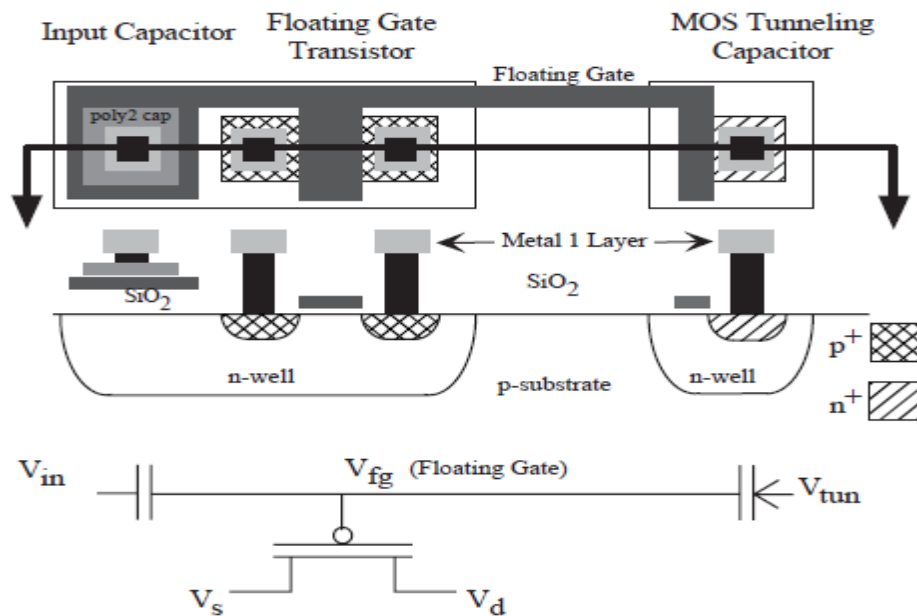 Input Capacitor
Floating Gate
Transistor
MOS Tunneling
Capacitor
Floating Gate
poly2 cap
Metal 1 Layer
SiO2
SiO2
n-well
p-substrate
n-well
p+
n+
Vin
Vfg (Floating Gate)
Vtun
Vs
Vd